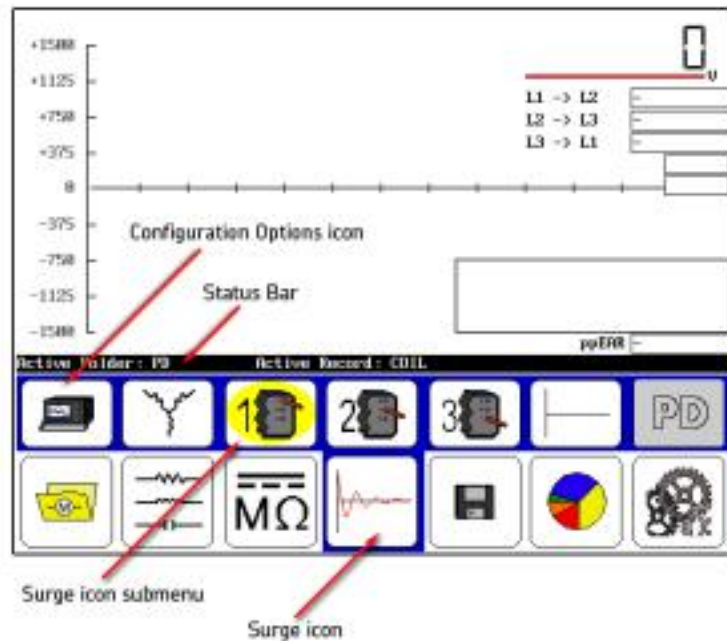 +1500
0
V
+1125
L1 -> L2
+750
L2 -> L3
+375
L3 -> L1
0
-375
Configuration Options icon
-750
Status Bar
-1125
-1500
ppEAR
Active Folder: PD Active Record: COIL
1 2 3 PD
M MΩ
Surge icon submenu
Surge icon